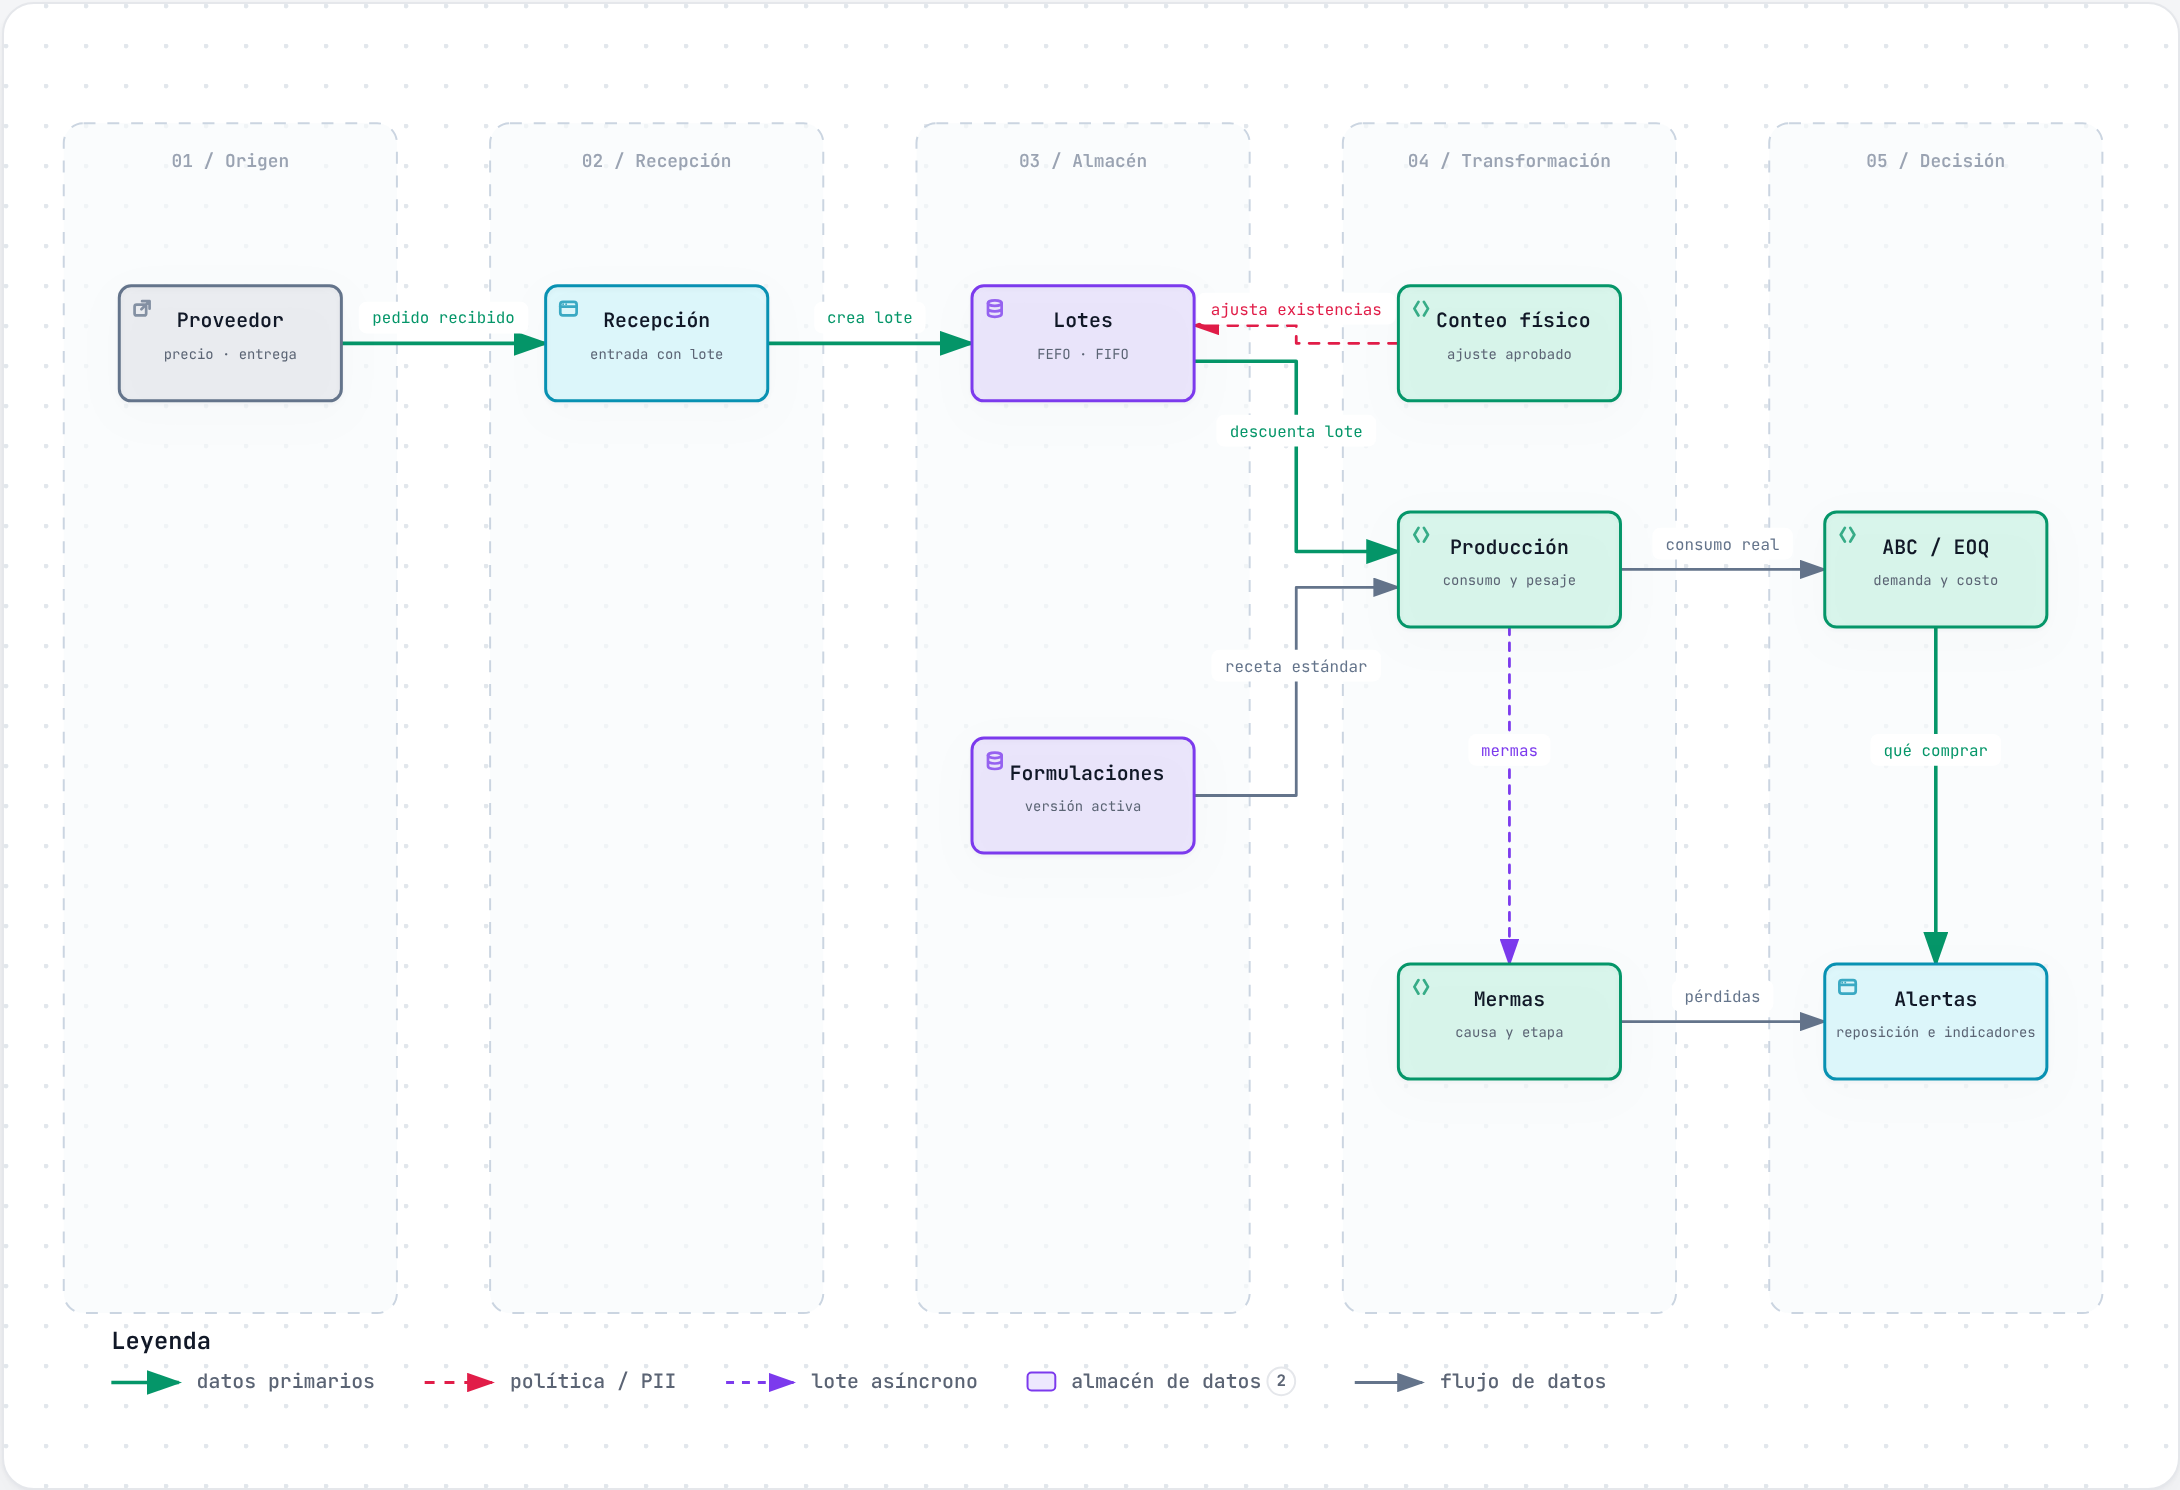 01 / Origen
02 / Recepción
03 / Almacén
04 / Transformación
05 / Decisión
Proveedor
precio · entrega
pedido recibido
Recepción
entrada con lote
crea lote
Lotes
FEFO · FIFO
ajusta existencias
Conteo físico
ajuste aprobado
descuenta lote
Producción
consumo y pesaje
consumo real
ABC / EOQ
demanda y costo
receta estándar
Formulaciones
versión activa
mermas
qué comprar
Mermas
causa y etapa
pérdidas
Alertas
reposición e indicadores
Leyenda
datos primarios
política / PII
lote asíncrono
almacén de datos 2
flujo de datos